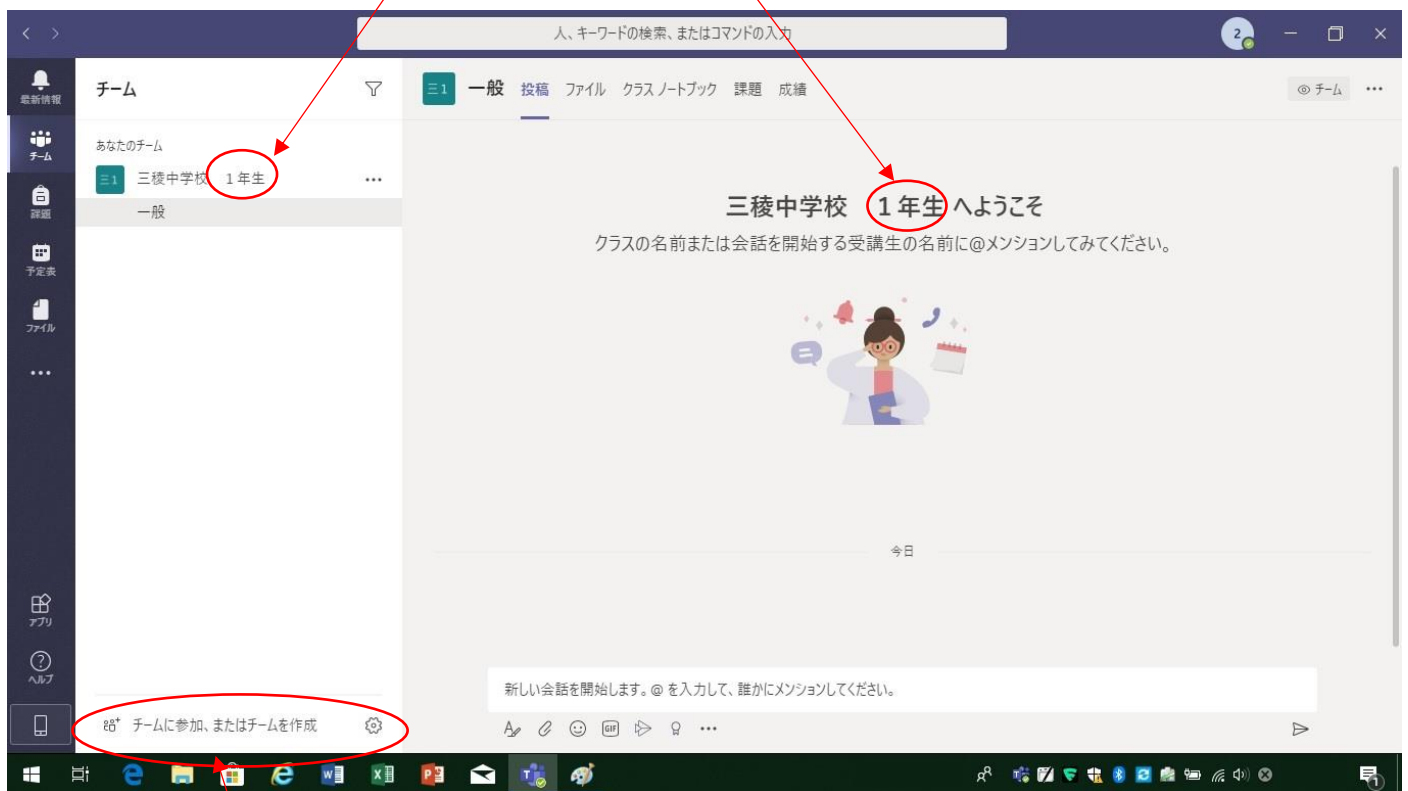 人、キーワードの検索、またはコマンドの入力
2
最新情報
チーム
課題
予定表
ファイル
アプリ
ヘルプ
チーム
あなたのチーム
三1 三稜中学校 1年生
一般
チームに参加、またはチームを作成
三1 一般 投稿 ファイル クラス ノートブック 課題 成績
チーム
三稜中学校 1年生 へようこそ
クラスの名前または会話を開始する受講生の名前に@メンションしてみてください。
今日
新しい会話を開始します。@ を入力して、誰かにメンションしてください。
GIF